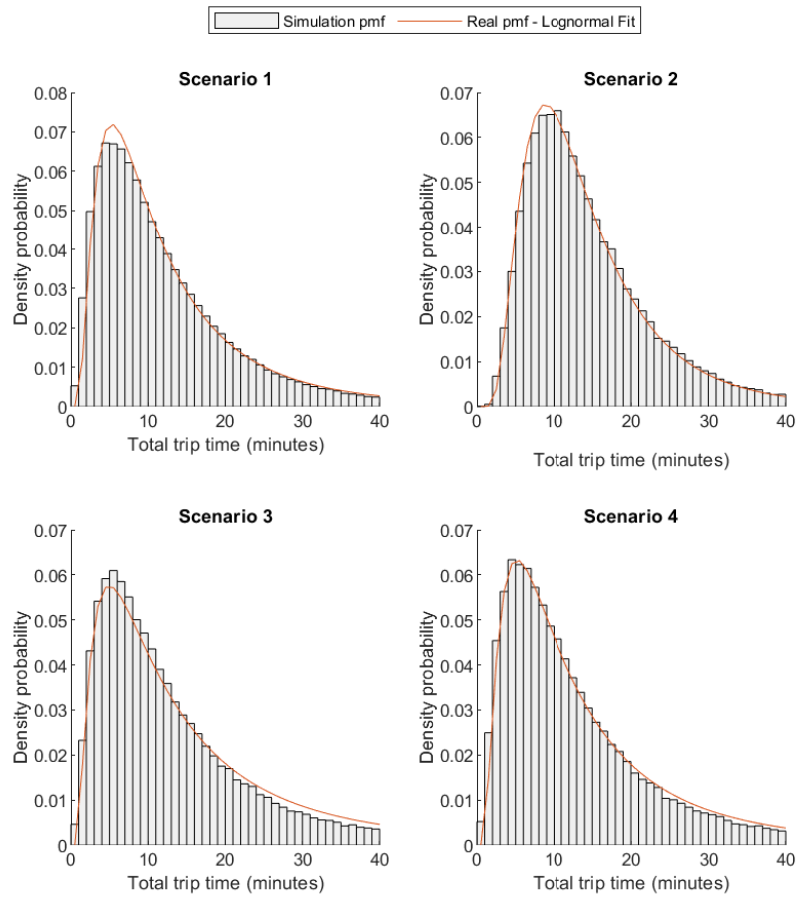 Simulation pmf Real pmf - Lognormal Fit
Scenario 1
0.08
0.07
0.06
0.05
0.04
0.03
0.02
0.01
0
Density probability
0 10 20 30 40
Total trip time (minutes)
Scenario 2
0.07
0.06
0.05
0.04
0.03
0.02
0.01
0
Density probability
0 10 20 30 40
Total trip time (minutes)
Scenario 3
0.07
0.06
0.05
0.04
0.03
0.02
0.01
0
Density probability
0 10 20 30 40
Total trip time (minutes)
Scenario 4
0.07
0.06
0.05
0.04
0.03
0.02
0.01
0
Density probability
0 10 20 30 40
Total trip time (minutes)